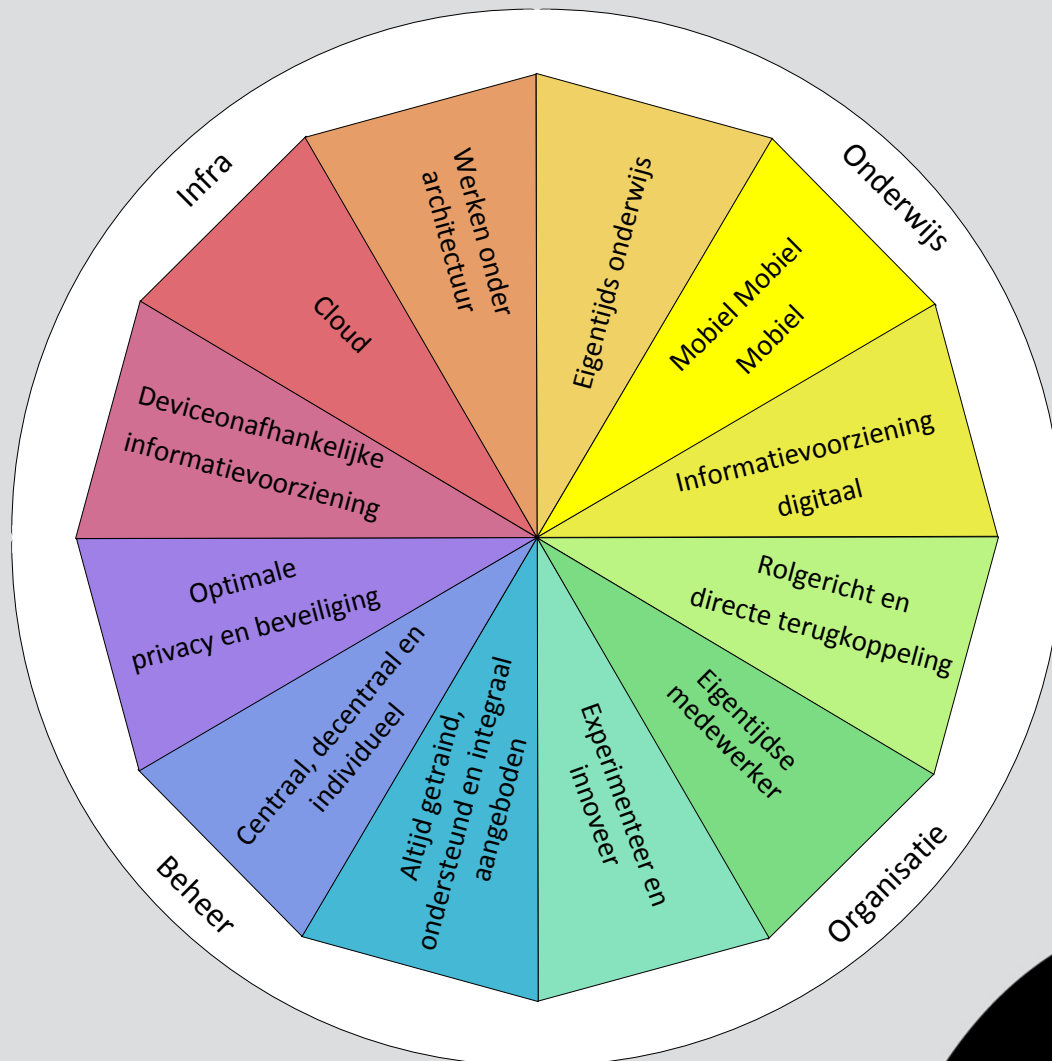 Onderwijs
Eigentijds onderwijs
Mobiel Mobiel
Mobiel
Informatievoorziening
digitaal
Organisatie
Rolgericht en
directe terugkoppeling
Eigentijdse
medewerker
Experimenteer en
innoveer
Beheer
Altijd getraind,
ondersteund en integraal
aangeboden
Centraal, decentraal en
individueel
Optimale
privacy en beveiliging
Infra
Deviceonafhankelijke
informatievoorziening
Cloud
Werken onder
architectuur